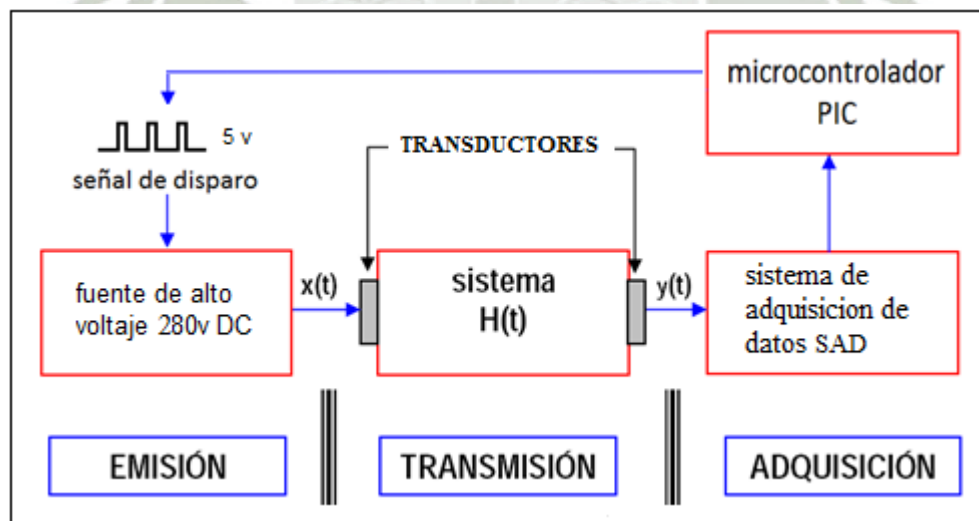 microcontrolador
PIC
5 v
señal de disparo
TRANSDUCTORES
fuente de alto
voltaje 280v DC
x(t)
sistema
H(t)
y(t)
sistema de
adquisicion de
datos SAD
EMISIÓN
TRANSMISIÓN
ADQUISICIÓN